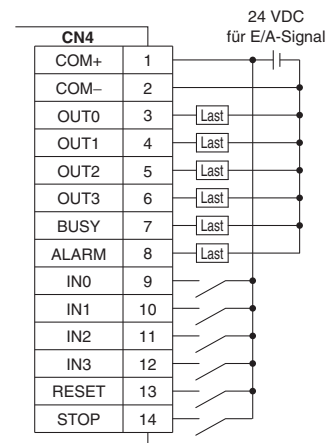 24 VDC
für E/A-Signal
CN4
COM+ 1
COM– 2
OUT0 3 Last
OUT1 4 Last
OUT2 5 Last
OUT3 6 Last
BUSY 7 Last
ALARM 8 Last
IN0 9
IN1 10
IN2 11
IN3 12
RESET 13
STOP 14